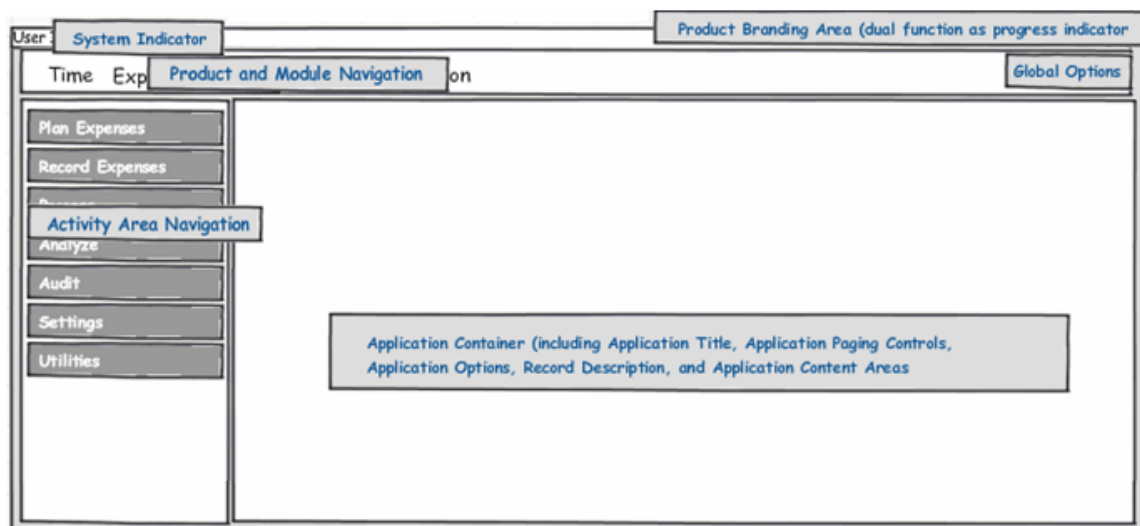 Product Branding Area (dual function as progress indicator
User
System Indicator
Time Exp
Product and Module Navigation
on
Global Options
Plan Expenses
Record Expenses
Activity Area Navigation
Analyze
Audit
Settings
Utilities
Application Container (including Application Title, Application Paging Controls,
Application Options, Record Description, and Application Content Areas